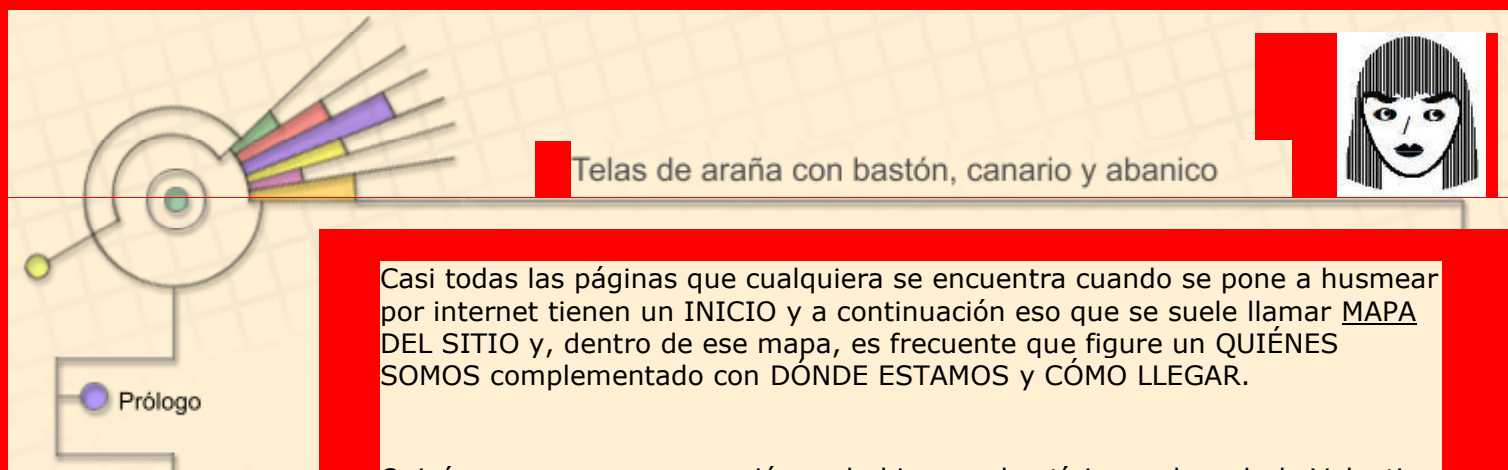 Telas de araña con bastón, canario y abanico
Casi todas las páginas que cualquiera se encuentra cuando se pone a husmear
por internet tienen un INICIO y a continuación eso que se suele llamar MAPA
DEL SITIO y, dentro de ese mapa, es frecuente que figure un QUIÉNES
SOMOS complementado con DÓNDE ESTAMOS y CÓMO LLEGAR.
Prólogo